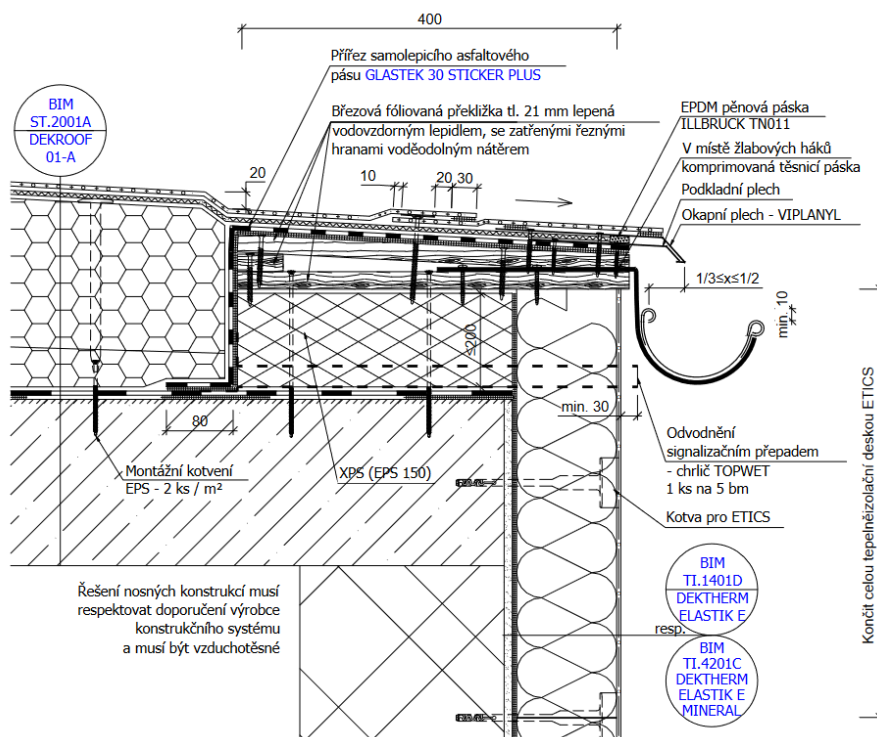 400
Přířez samolepicího asfaltového
pásu GLASTEK 30 STICKER PLUS
BIM
ST.2001A
DEKROOF
01-A
Březová fóliovaná překližka tl. 21 mm lepená
vodovzdorným lepidlem, se zatřenými řeznými
hranami voděodolným nátěrem
EPDM pěnová páska
ILLBRUCK TN011
V místě žlabových háků
komprimovaná těsnicí páska
Podkladní plech
Okapní plech - VIPLANYL
20
10
20
30
1/3≤x≤1/2
min. 10
≤200
80
min. 30
Montážní kotvení
EPS - 2 ks / m²
XPS (EPS 150)
Odvodnění
signalizačním přepadem
- chrlič TOPWET
1 ks na 5 bm
Kotva pro ETICS
Končit celou tepelněizolační deskou ETICS
Řešení nosných konstrukcí musí
respektovat doporučení výrobce
konstrukčního systému
a musí být vzduchotěsné
BIM
TI.1401D
DEKTHERM
ELASTIK E
resp.
BIM
TI.4201C
DEKTHERM
ELASTIK E
MINERAL